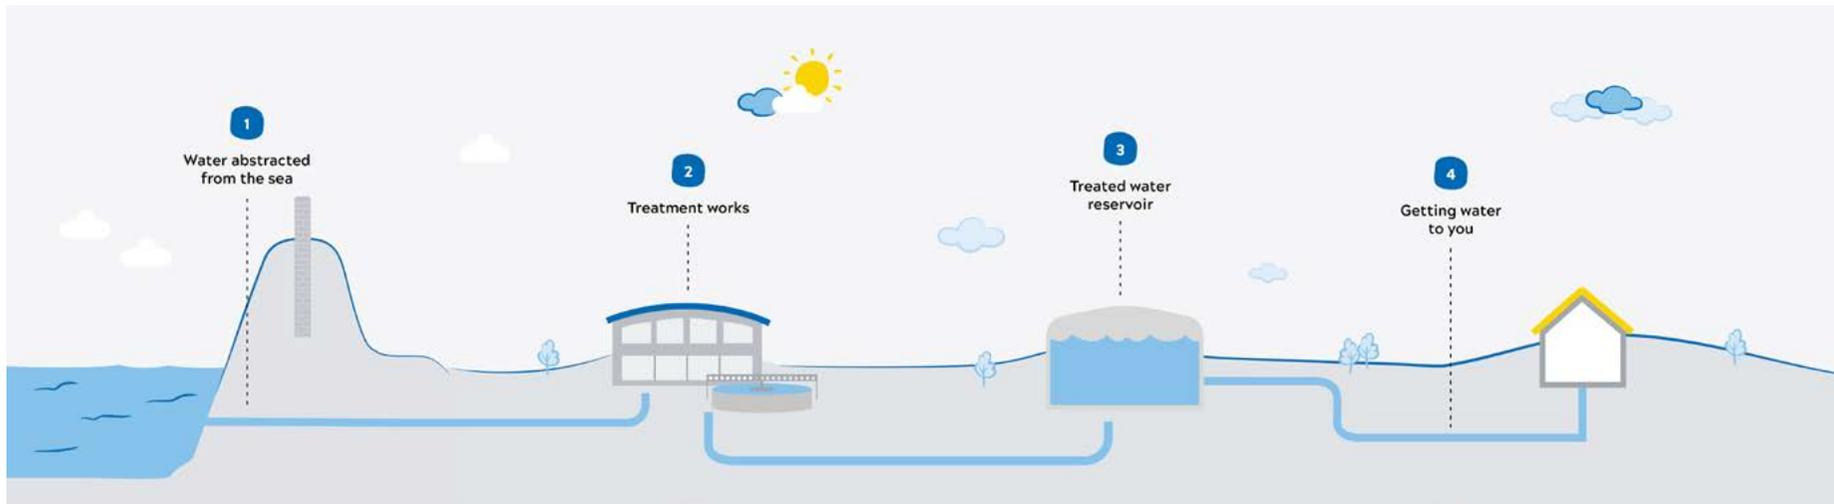 1
Water abstracted
from the sea
2
Treatment works
3
Treated water
reservoir
4
Getting water
to you